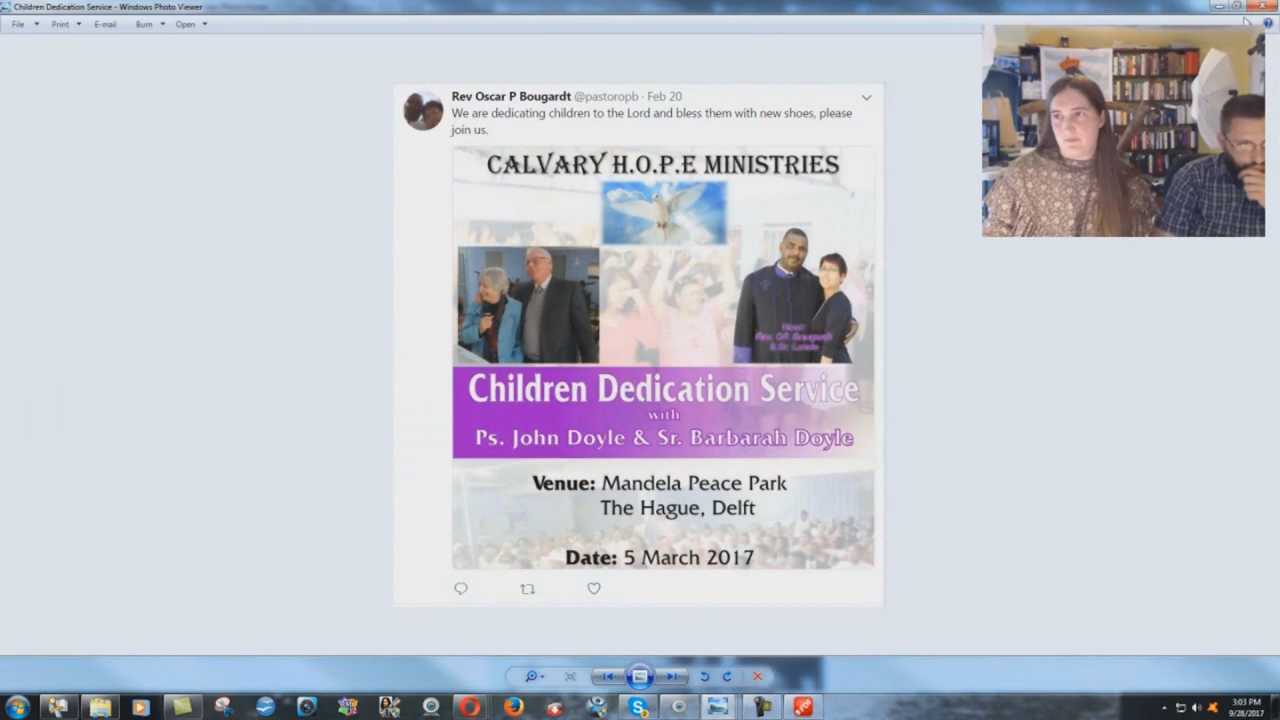 Children Dedication Service - Windows Photo Viewer
File Print E-mail Burn Open
Rev Oscar P Bougardt @pastoropb · Feb 20
We are dedicating children to the Lord and bless them with new shoes, please
join us.
CALVARY H.O.P.E MINISTRIES
Host:
Rev. O.P. Bougardt
Children Dedication Service
with
Ps. John Doyle & Sr. Barbarah Doyle
Venue: Mandela Peace Park
The Hague, Delft
Date: 5 March 2017
3:03 PM
9/28/2017